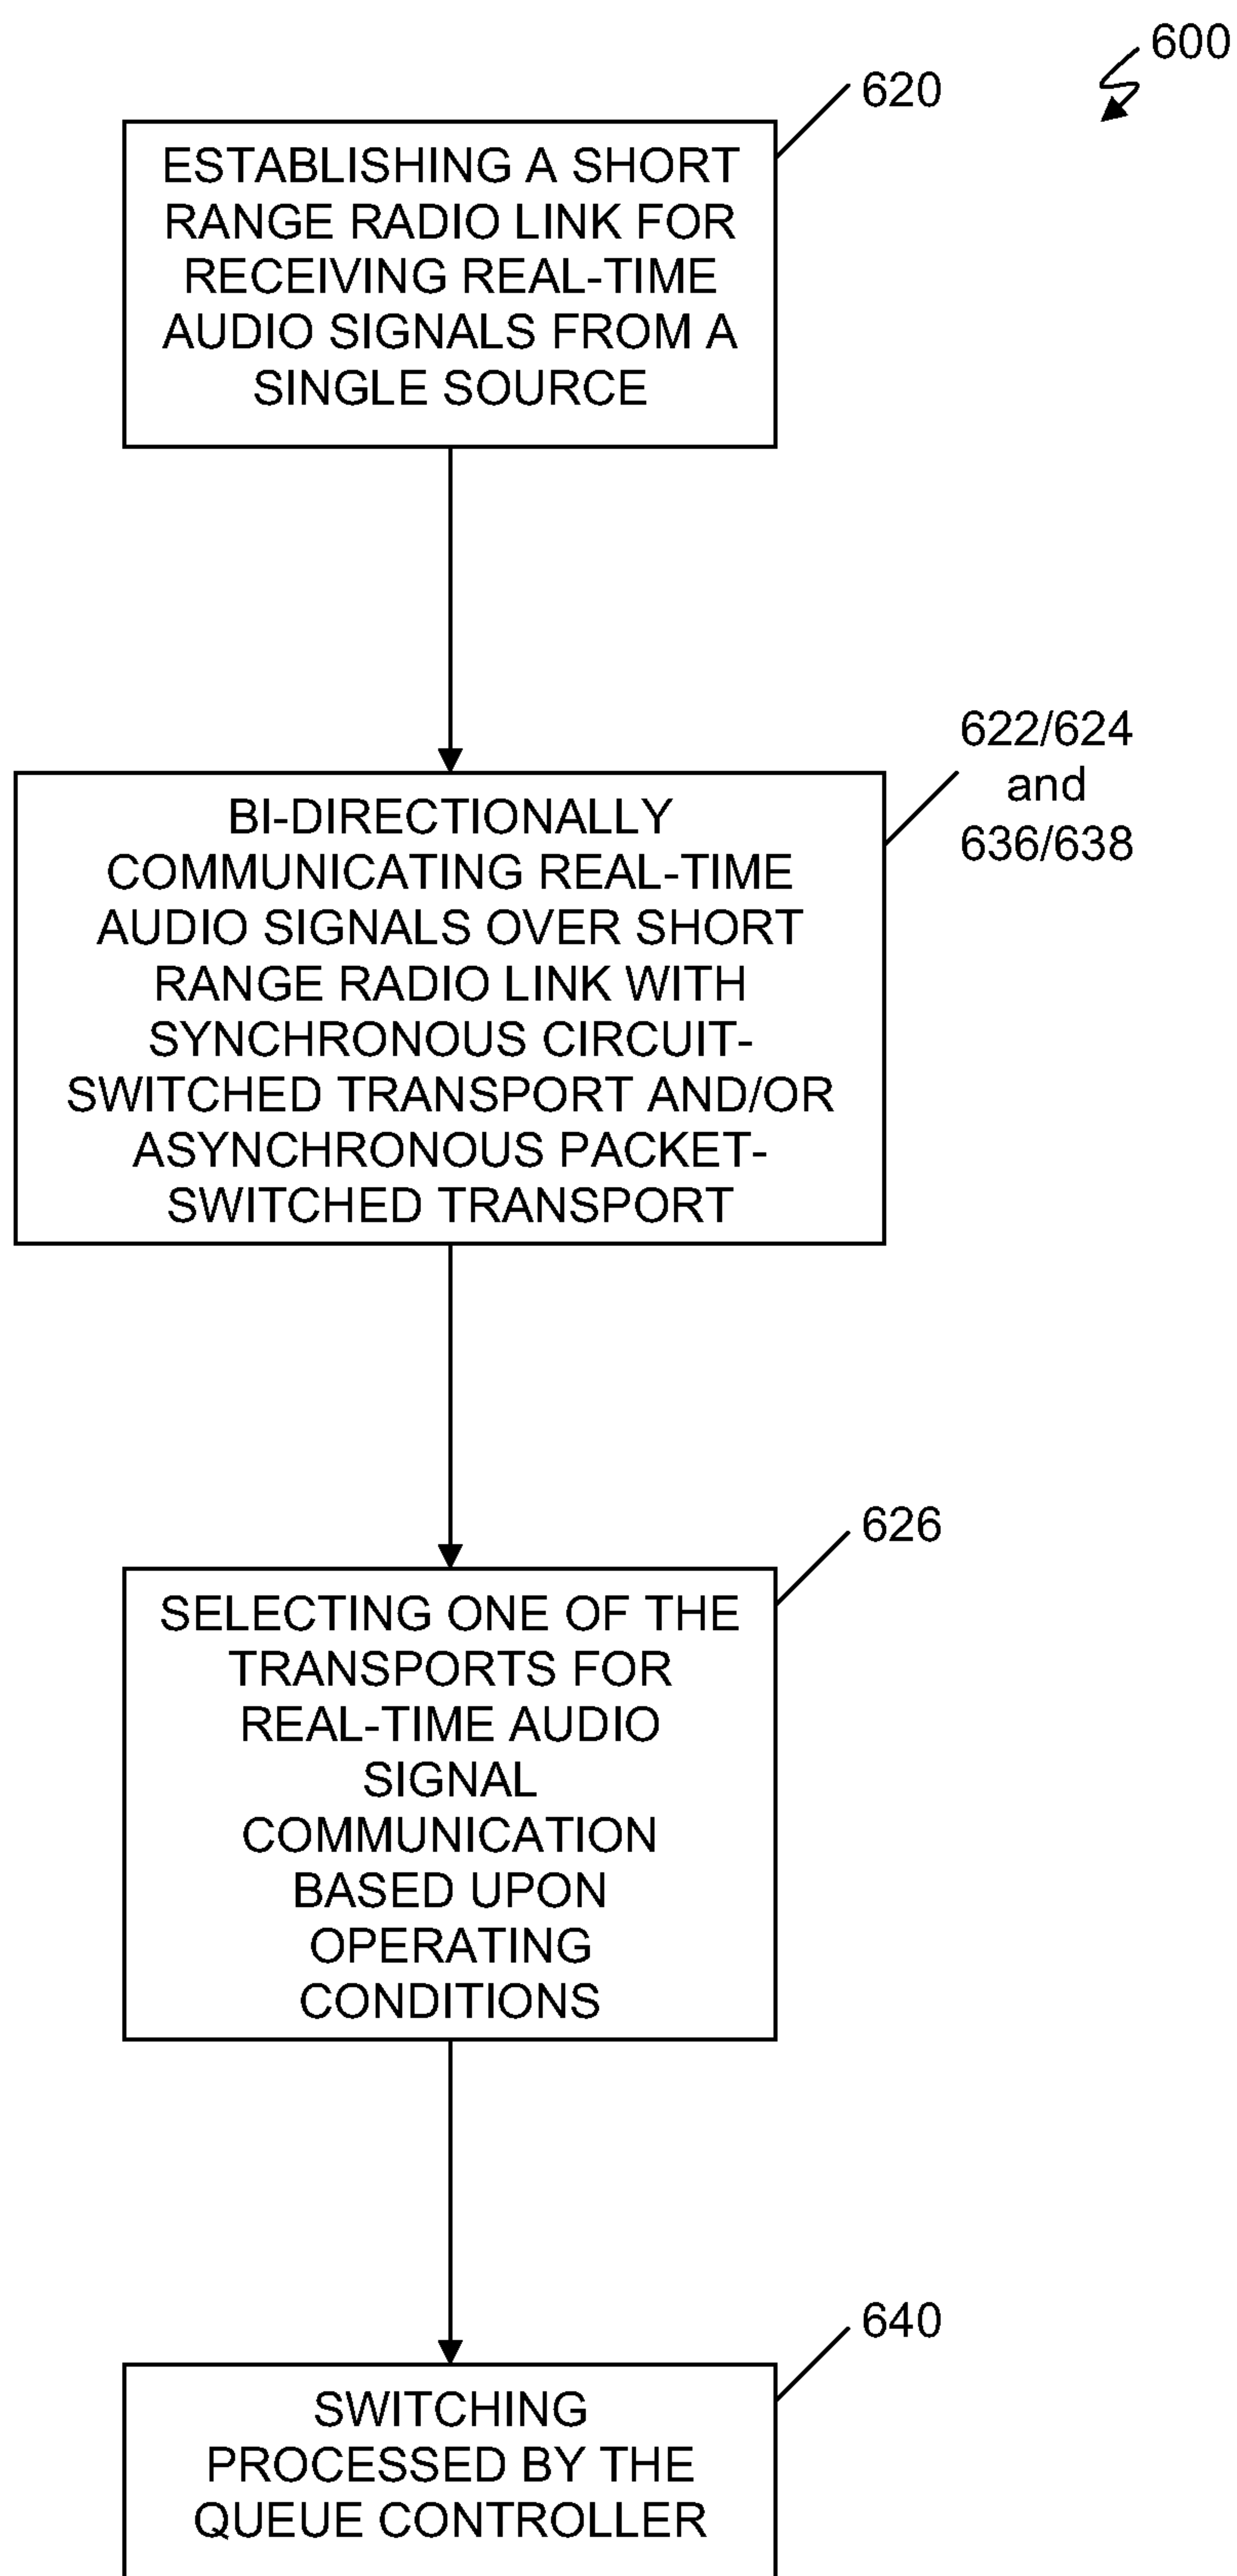 600
620
ESTABLISHING A SHORT
RANGE RADIO LINK FOR
RECEIVING REAL-TIME
AUDIO SIGNALS FROM A
SINGLE SOURCE
622/624
and
636/638
BI-DIRECTIONALLY
COMMUNICATING REAL-TIME
AUDIO SIGNALS OVER SHORT
RANGE RADIO LINK WITH
SYNCHRONOUS CIRCUIT-
SWITCHED TRANSPORT AND/OR
ASYNCHRONOUS PACKET-
SWITCHED TRANSPORT
626
SELECTING ONE OF THE
TRANSPORTS FOR
REAL-TIME AUDIO
SIGNAL
COMMUNICATION
BASED UPON
OPERATING
CONDITIONS
640
SWITCHING
PROCESSED BY THE
QUEUE CONTROLLER